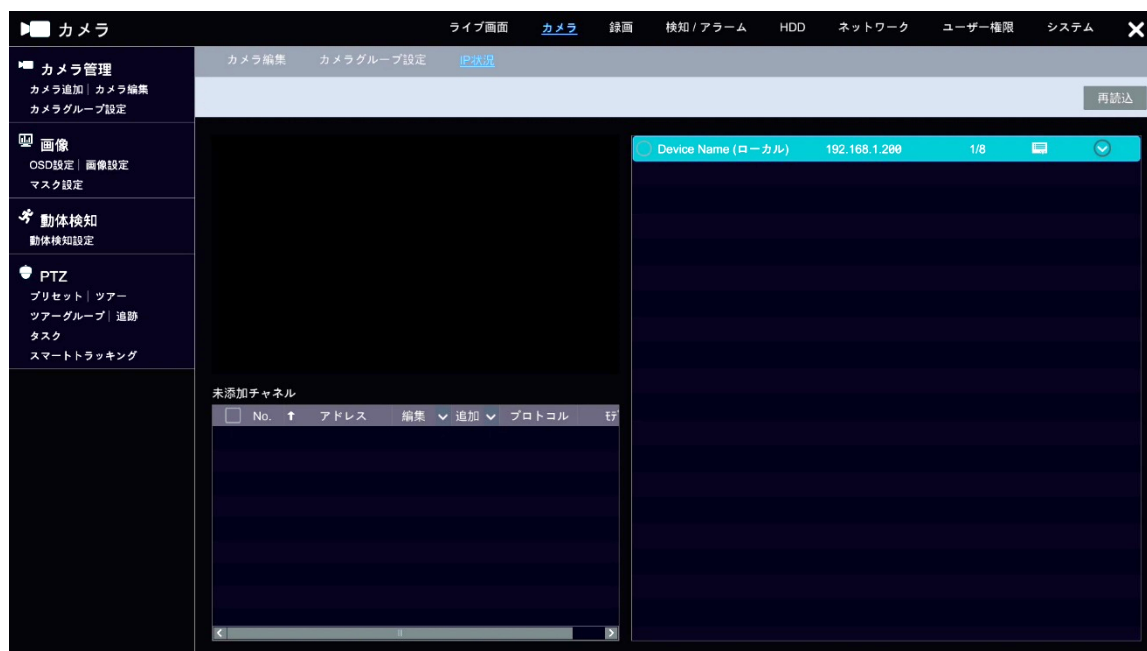 カメラ
ライブ画面 カメラ 録画 検知 / アラーム HDD ネットワーク ユーザー権限 システム
カメラ編集 カメラグループ設定 IP状況
再読込
カメラ管理
カメラ追加 | カメラ編集
カメラグループ設定
画像
OSD設定 | 画像設定
マスク設定
動体検知
動体検知設定
PTZ
プリセット | ツアー
ツアーグループ | 追跡
タスク
スマートトラッキング
未添加チャネル
No. ↑ アドレス 編集 追加 プロトコル
Device Name (ローカル) 192.168.1.200 1/8